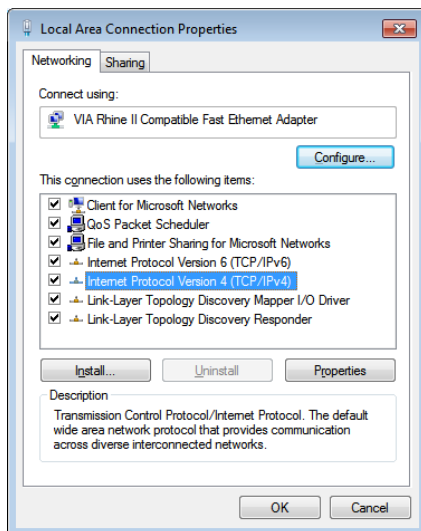 Local Area Connection Properties
Networking
Sharing
Connect using:
VIA Rhine II Compatible Fast Ethernet Adapter
Configure...
This connection uses the following items:
Client for Microsoft Networks
QoS Packet Scheduler
File and Printer Sharing for Microsoft Networks
Internet Protocol Version 6 (TCP/IPv6)
Internet Protocol Version 4 (TCP/IPv4)
Link-Layer Topology Discovery Mapper I/O Driver
Link-Layer Topology Discovery Responder
Install...
Uninstall
Properties
Description
Transmission Control Protocol/Internet Protocol. The default
wide area network protocol that provides communication
across diverse interconnected networks.
OK
Cancel